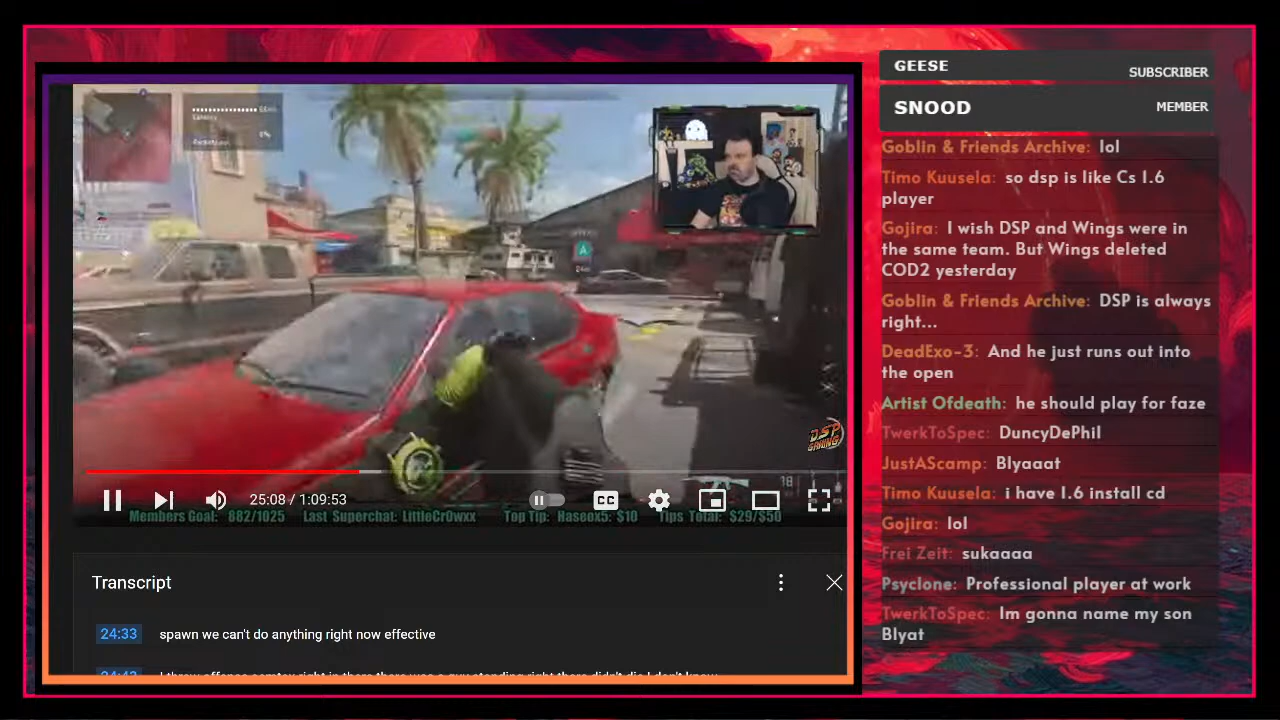 GEESE
SUBSCRIBER
SNOOD
MEMBER
Goblin & Friends Archive: lol
Timo Kuusela: so dsp is like Cs 1.6
player
Gojira: I wish DSP and Wings were in
the same team. But Wings deleted
COD2 yesterday
Goblin & Friends Archive: DSP is always
right...
DeadExo-3: And he just runs out into
the open
Artist Ofdeath: he should play for faze
TwerkToSpec: DuncyDePhil
JustAScamp: Blyaaat
Timo Kuusela: i have 1.6 install cd
Gojira: lol
Frei Zeit: sukaaaa
Psyclone: Professional player at work
TwerkToSpec: Im gonna name my son
Blyat
A
DSP
GAMING
18
25:08 / 1:09:53
CC
Members Goal: 882/1025 Last Superchat: LittleCr0wxx Top Tip: Haseox5: $10 Tips Total: $29/$50
Transcript
24:33 spawn we can't do anything right now effective